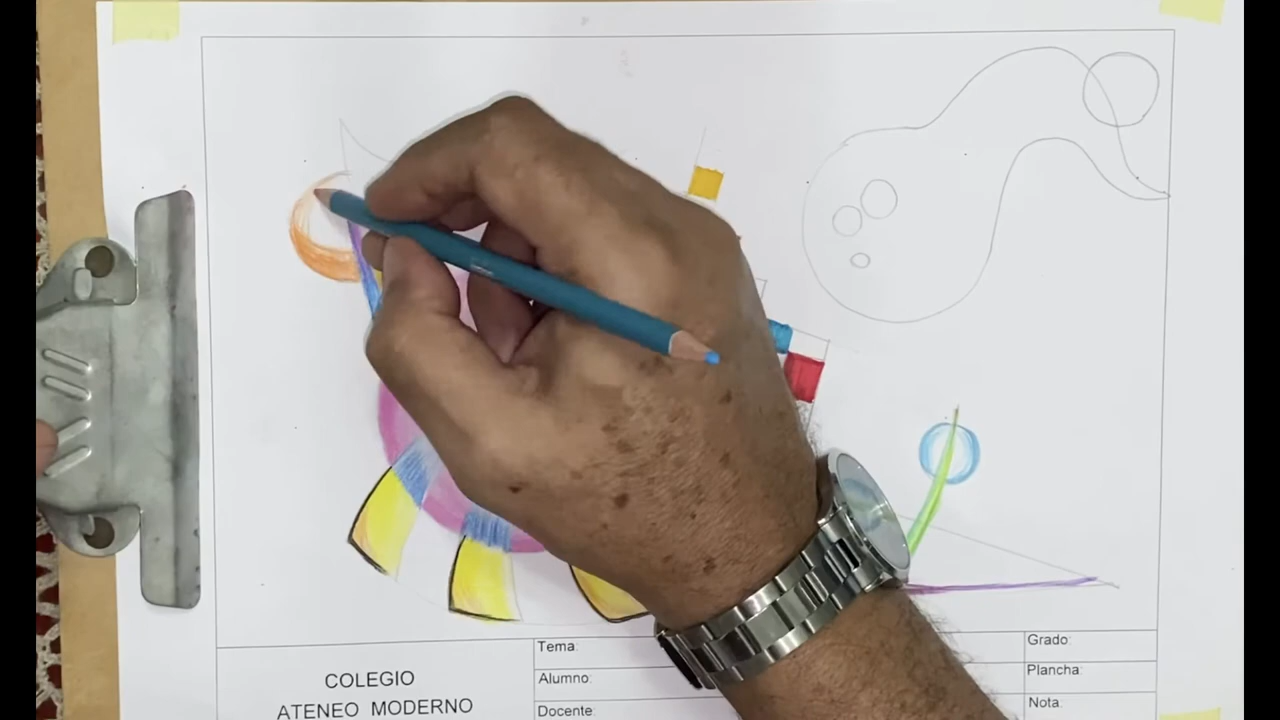 COLEGIO
ATENEO MODERNO
Tema:
Alumno:
Docente:
Grado:
Plancha:
Nota: